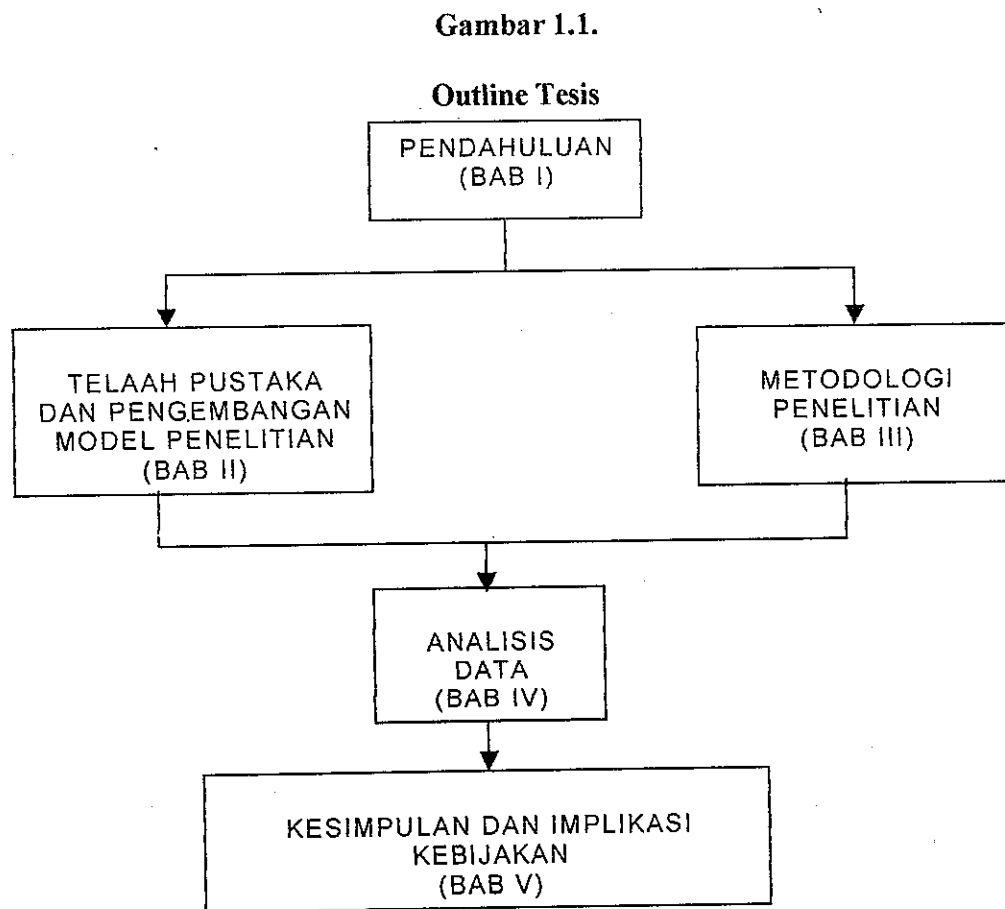 Gambar 1.1.
Outline Tesis
PENDAHULUAN
(BAB I)
TELAAH PUSTAKA
DAN PENGEMBANGAN
MODEL PENELITIAN
(BAB II)
METODOLOGI
PENELITIAN
(BAB III)
ANALISIS
DATA
(BAB IV)
KESIMPULAN DAN IMPLIKASI
KEBIJAKAN
(BAB V)